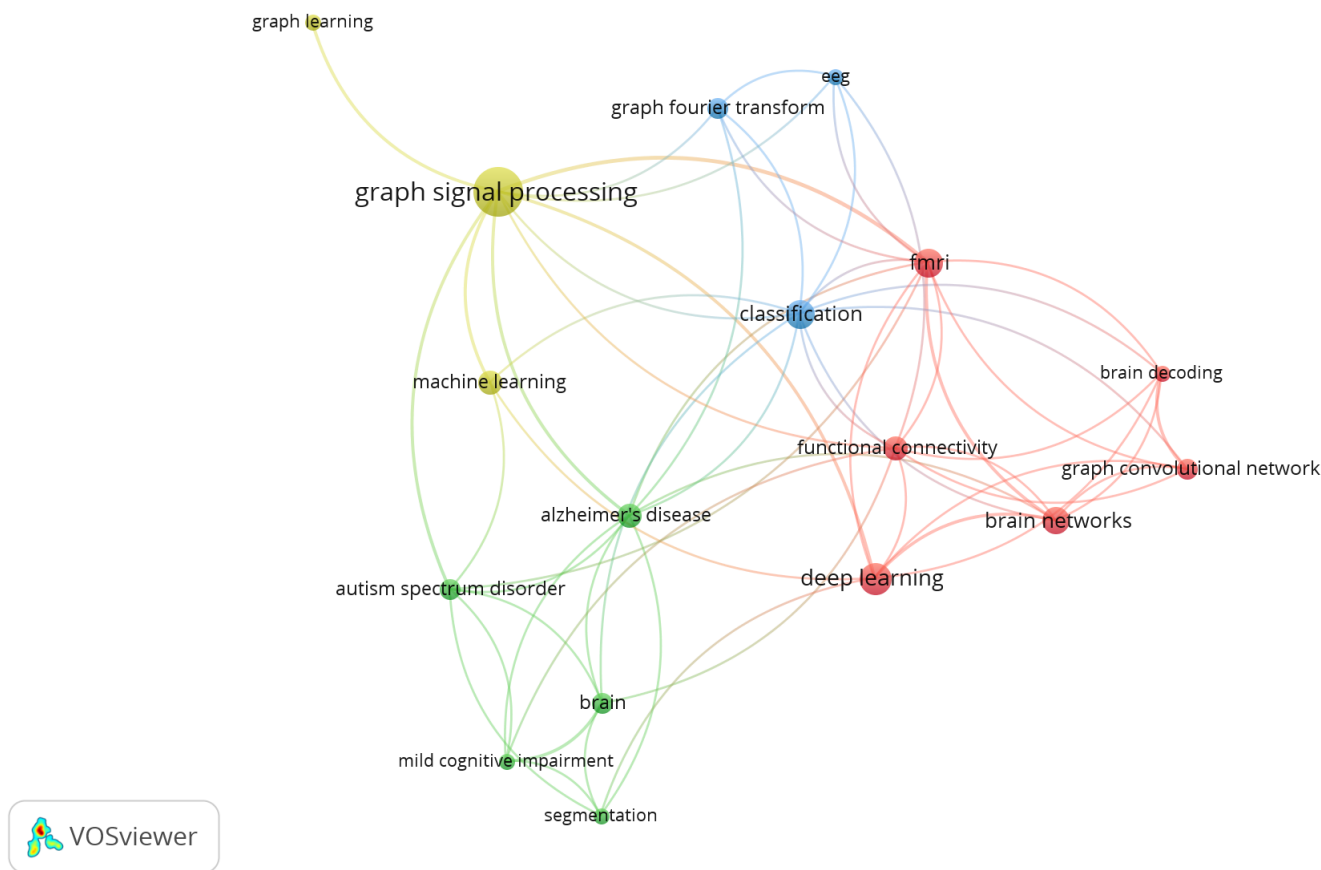 graph learning
eeg
graph fourier transform
graph signal processing
fmri
classification
brain decoding
machine learning
functional connectivity
graph convolutional network
alzheimer's disease
brain networks
deep learning
autism spectrum disorder
brain
mild cognitive impairment
segmentation
VOSviewer